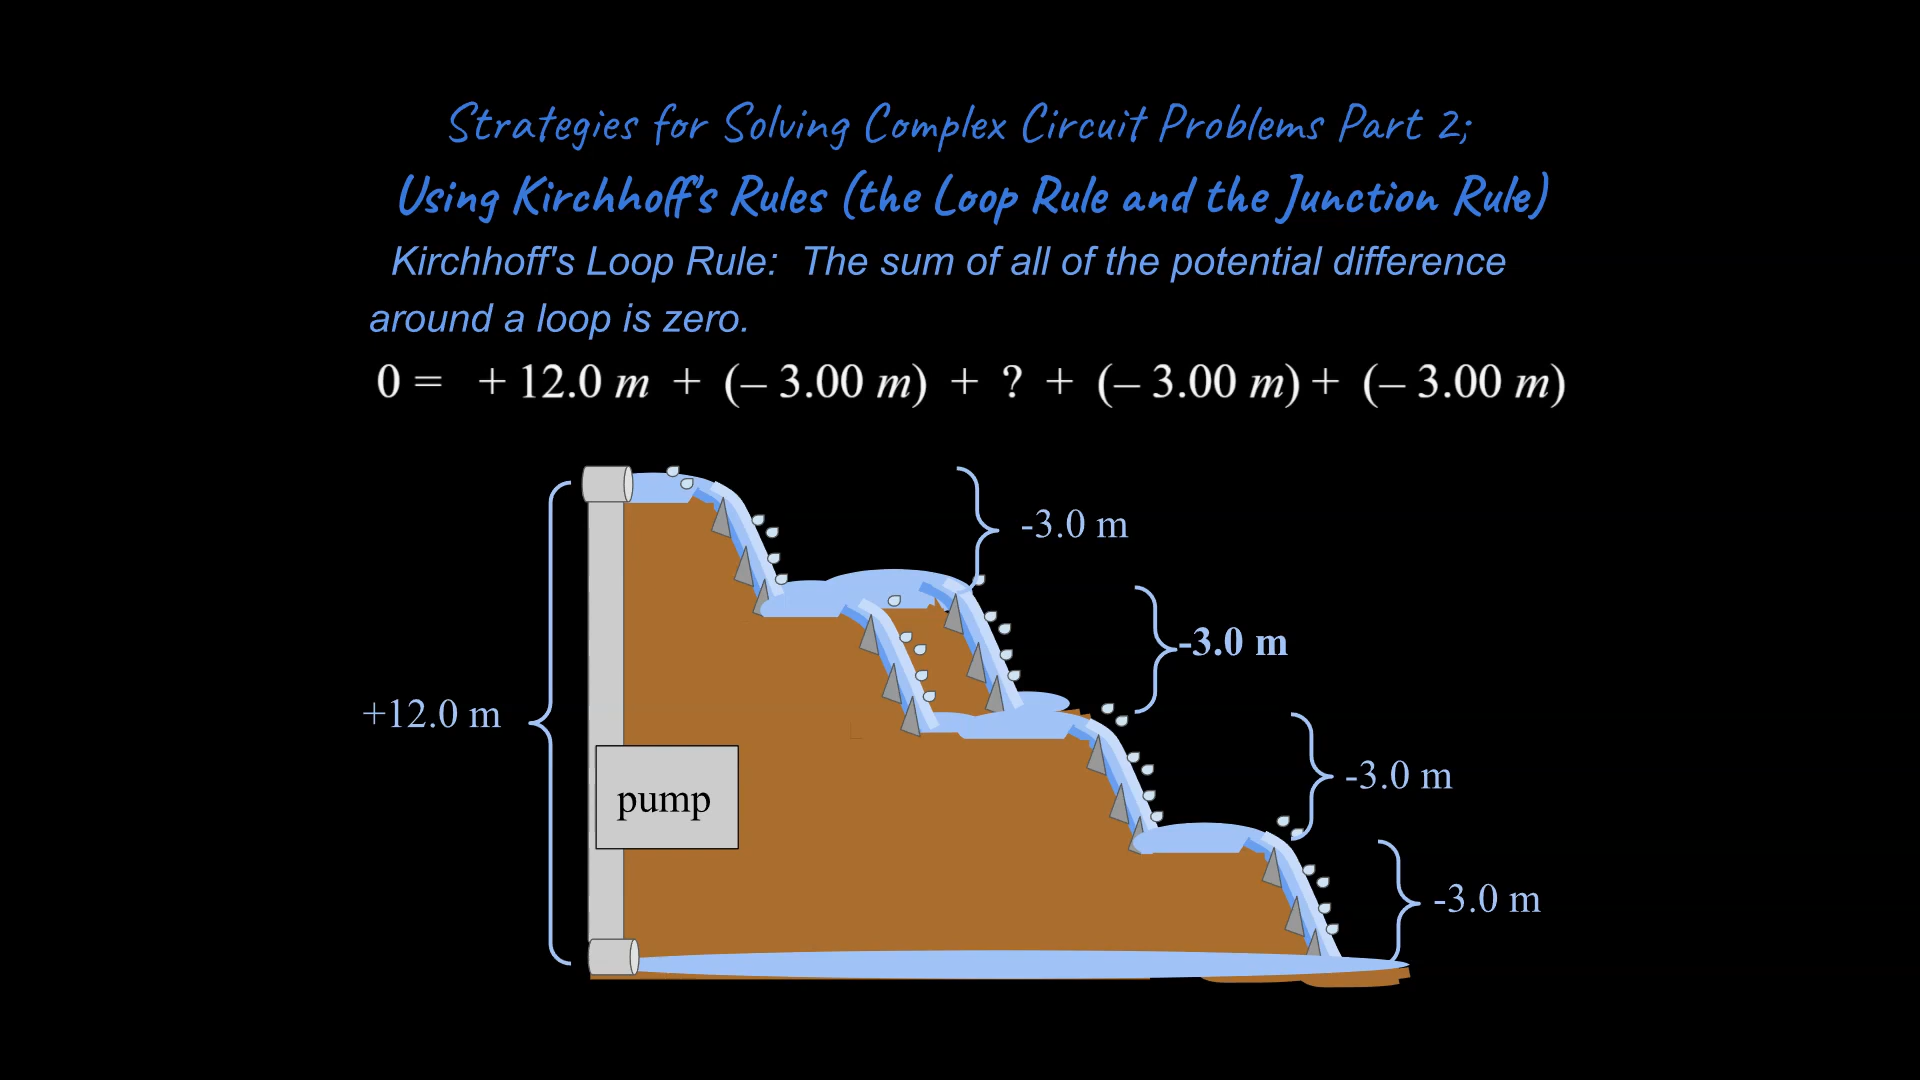 Strategies for Solving Complex Circuit Problems Part 2;
Using Kirchhoff's Rules (the Loop Rule and the Junction Rule)
Kirchhoff's Loop Rule:  The sum of all of the potential difference
around a loop is zero.
0 = + 12.0 m + (– 3.00 m) + ? + (– 3.00 m) + (– 3.00 m)
-3.0 m
-3.0 m
+12.0 m
-3.0 m
pump
-3.0 m